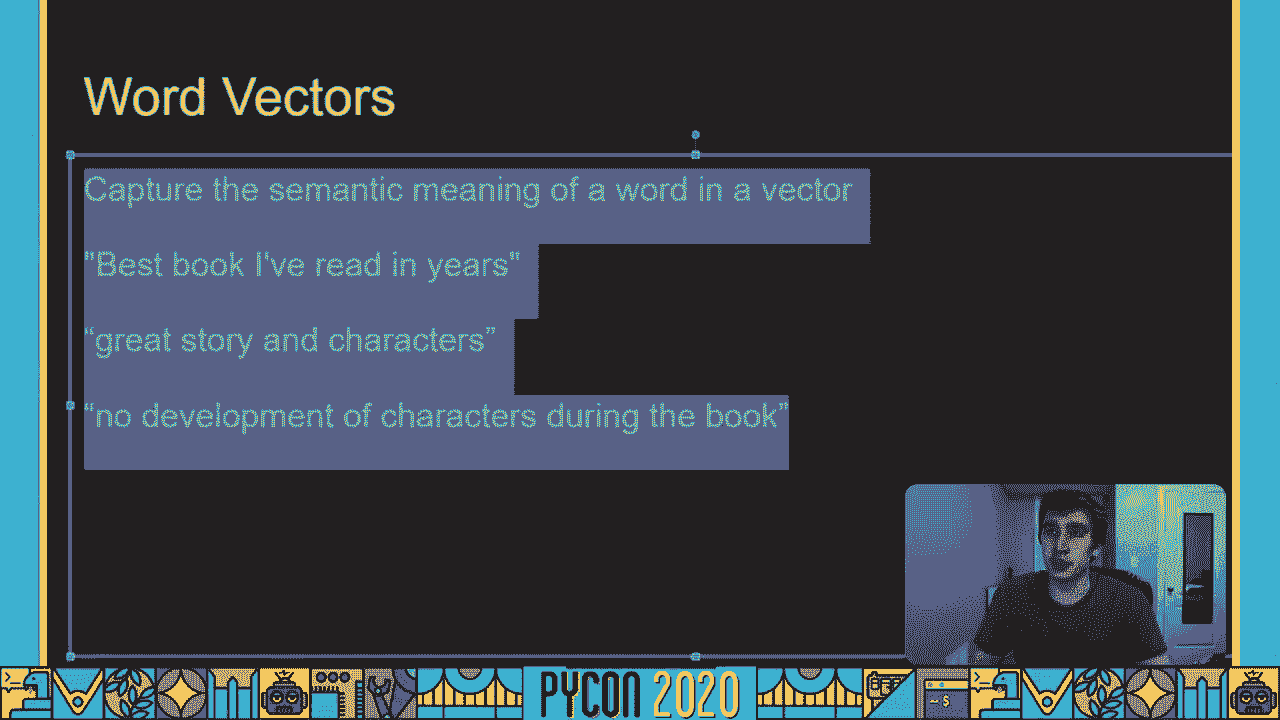 Word Vectors
Capture the semantic meaning of a word in a vector
"Best book I've read in years"
“great story and characters”
“no development of characters during the book”
PYCON 2020